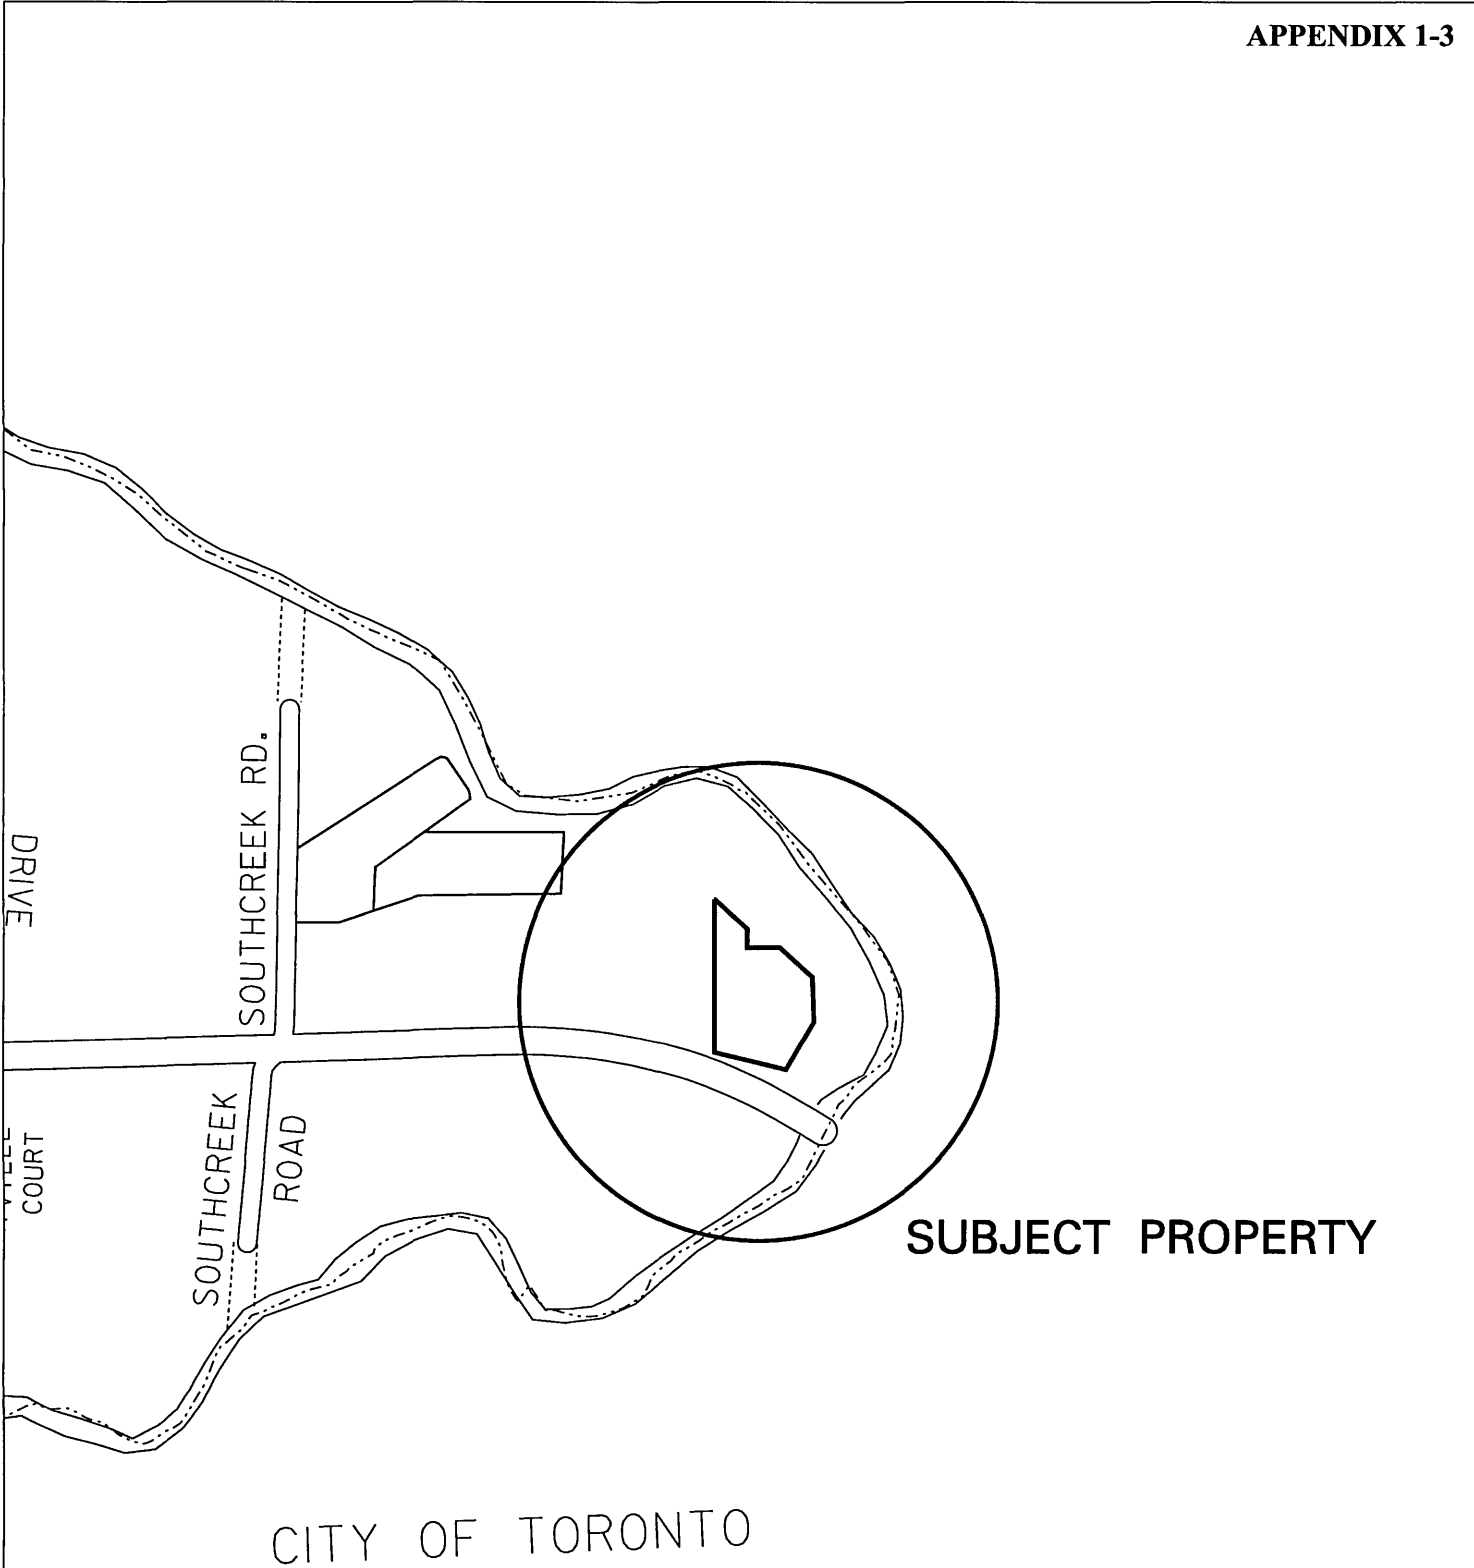 APPENDIX 1-3
SOUTHCREEK RD.
DRIVE
SOUTHCREEK
ROAD
COURT
SUBJECT PROPERTY
CITY OF TORONTO